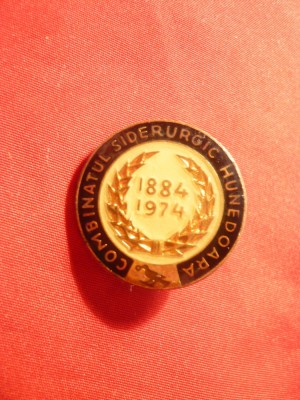 COMBINATUL SIDERURGIC HUNEDOARA
1884
1974